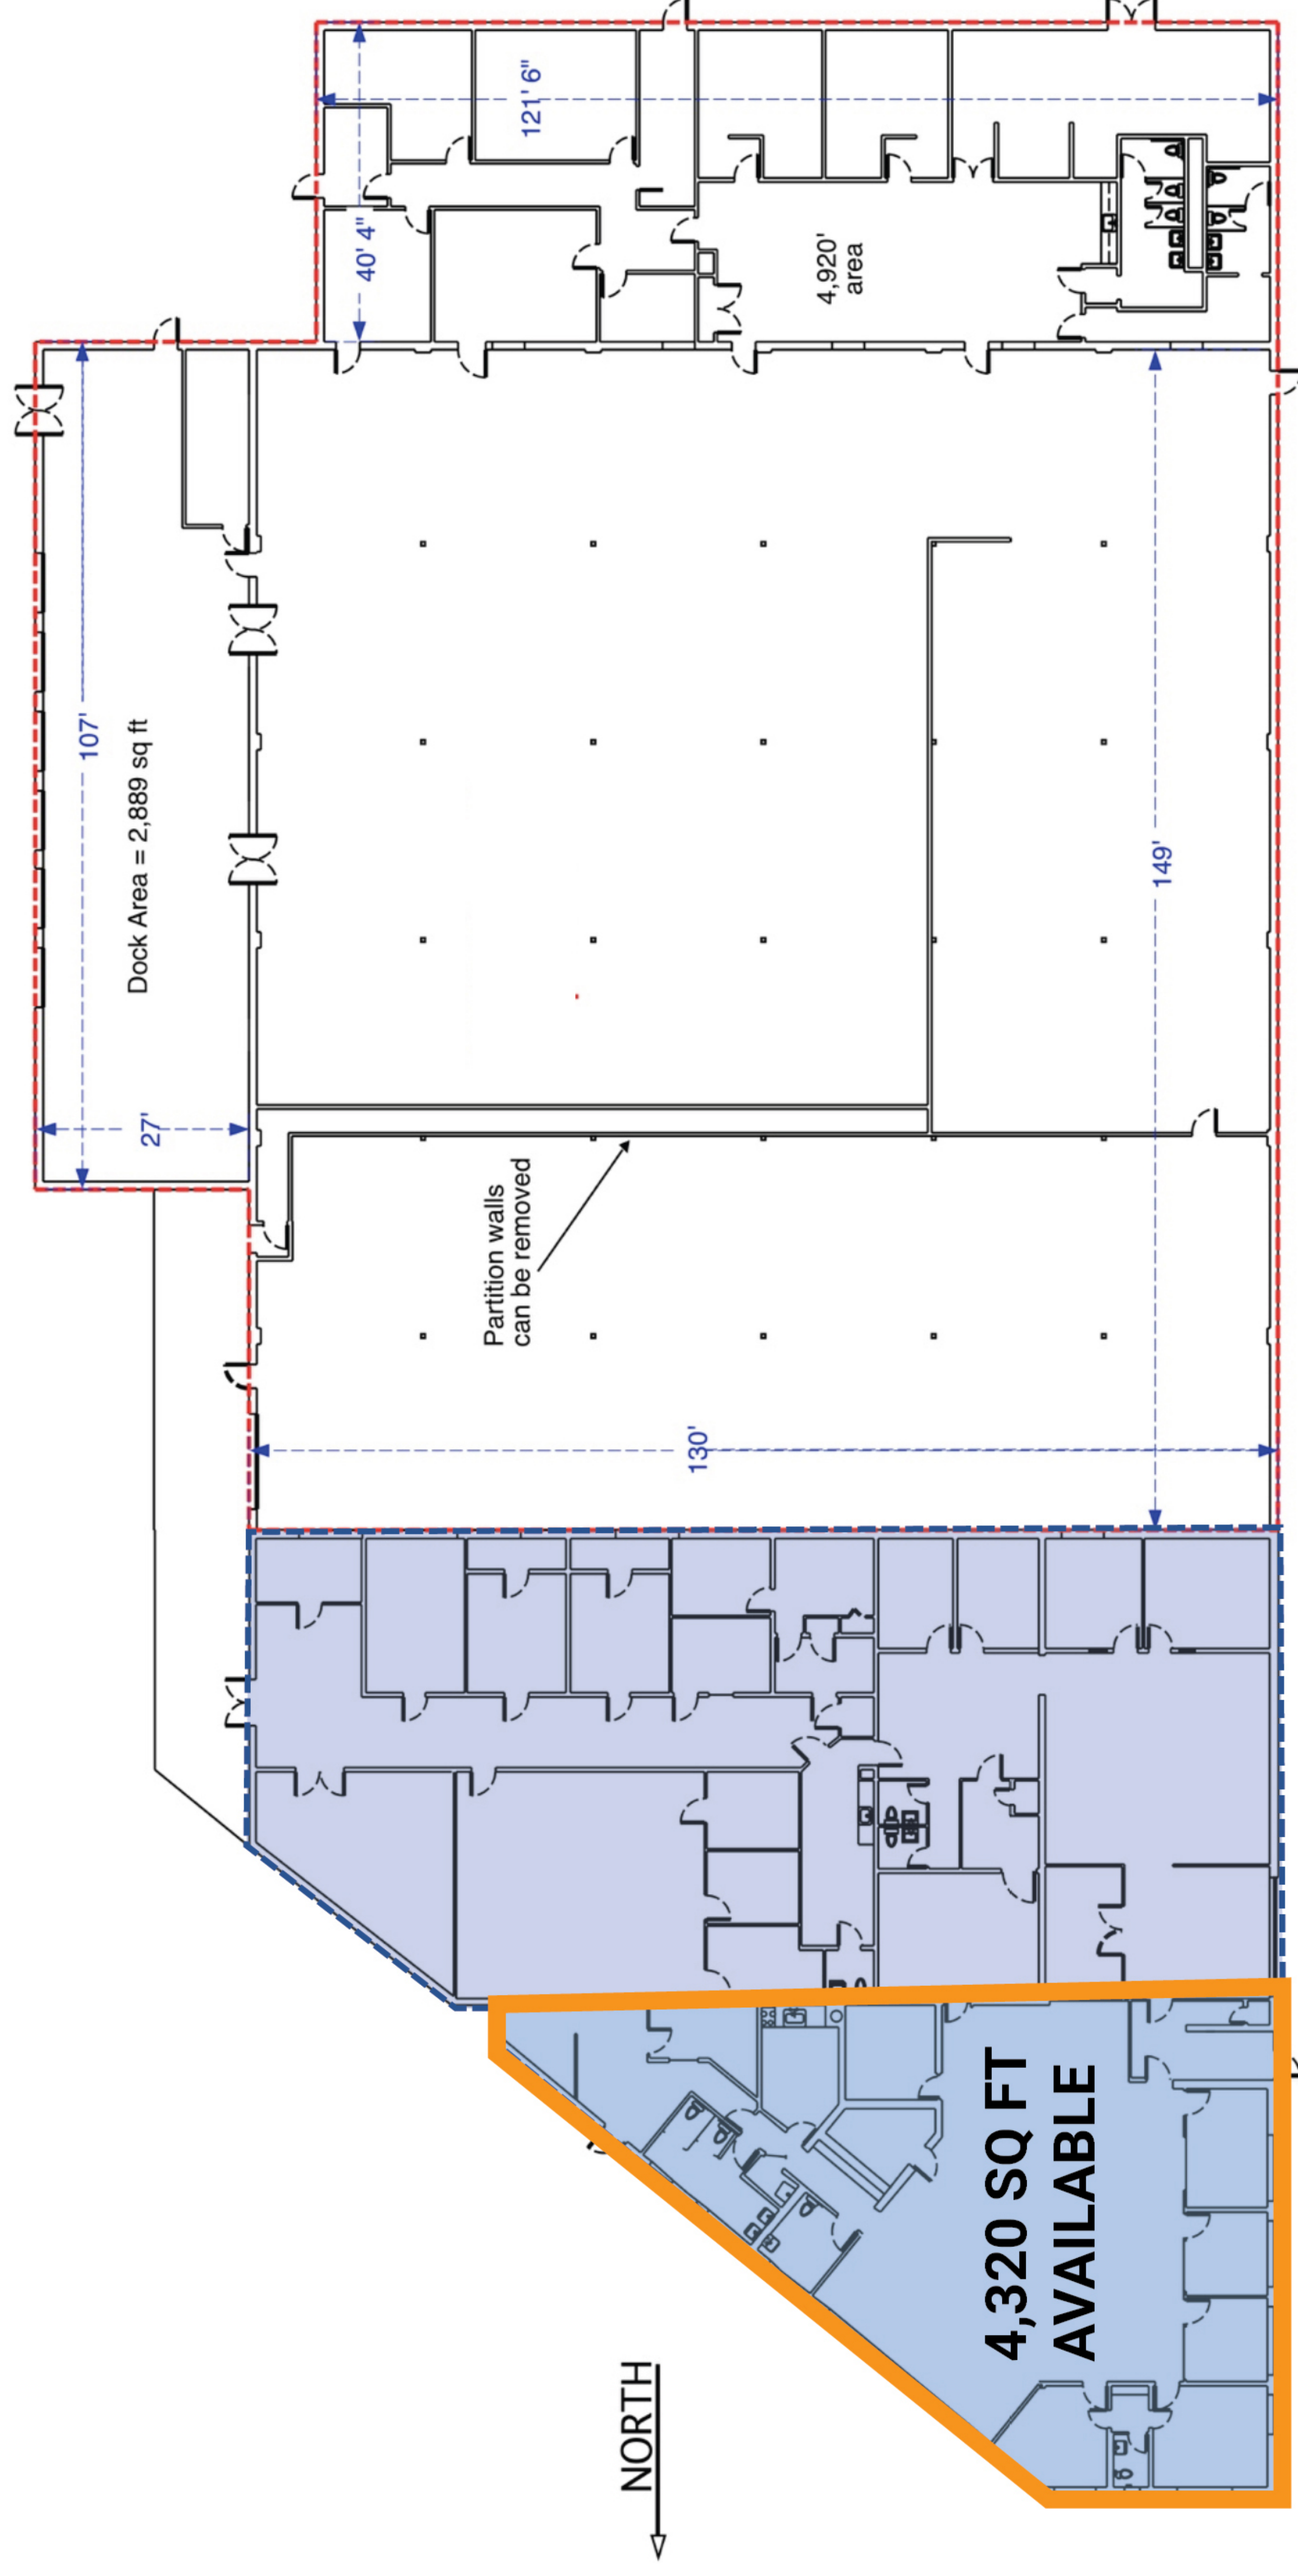 121' 6"
40' 4"
4,920'
area
107'
Dock Area = 2,889 sq ft
149'
27'
Partition walls
can be removed
130'
4,320 SQ FT
AVAILABLE
NORTH